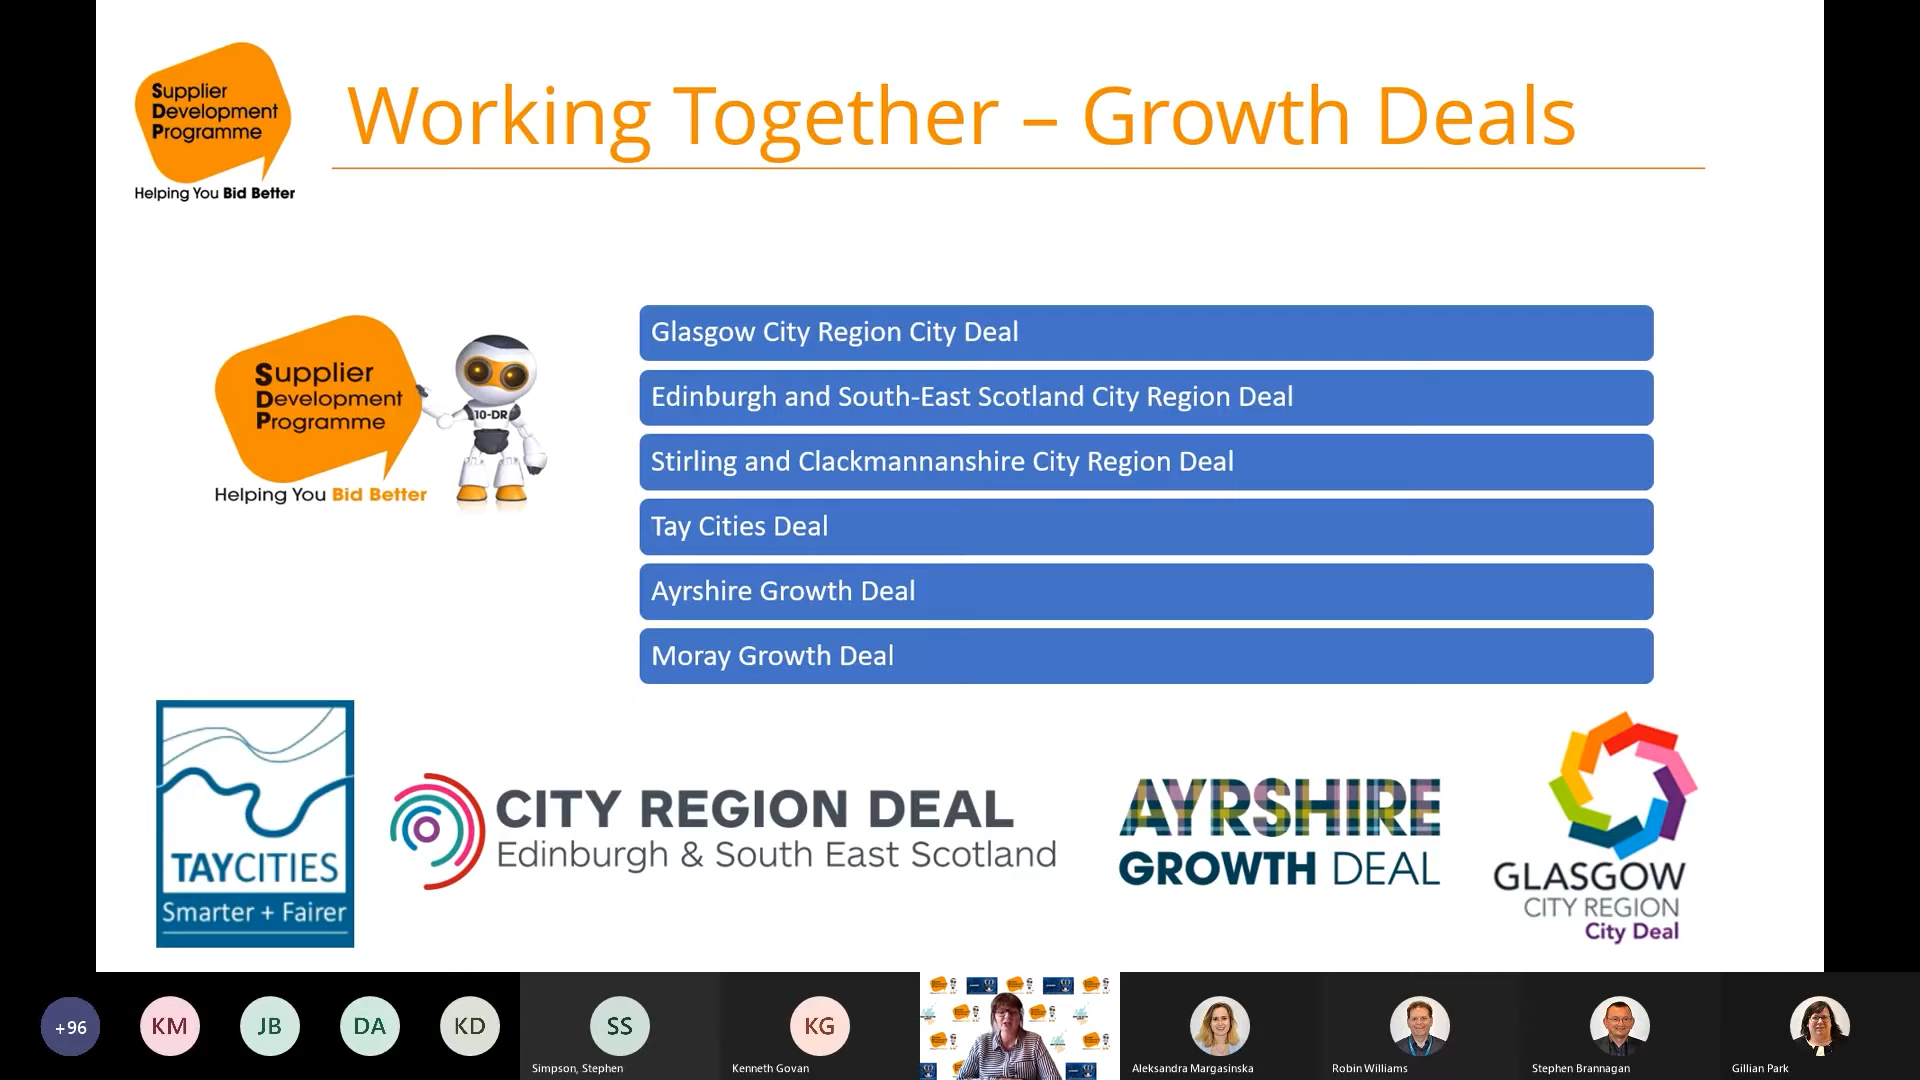 Supplier
Development
Programme
Helping You Bid Better
Working Together – Growth Deals
Supplier
Development
Programme
Helping You Bid Better
10-DR
Glasgow City Region City Deal
Edinburgh and South-East Scotland City Region Deal
Stirling and Clackmannanshire City Region Deal
Tay Cities Deal
Ayrshire Growth Deal
Moray Growth Deal
TAYCITIES
Smarter + Fairer
CITY REGION DEAL
Edinburgh & South East Scotland
AYRSHIRE
GROWTH DEAL
GLASGOW
CITY REGION
City Deal
+96
KM
JB
DA
KD
SS
Simpson, Stephen
KG
Kenneth Govan
Aleksandra Margasinska
Robin Williams
Stephen Brannagan
Gillian Park